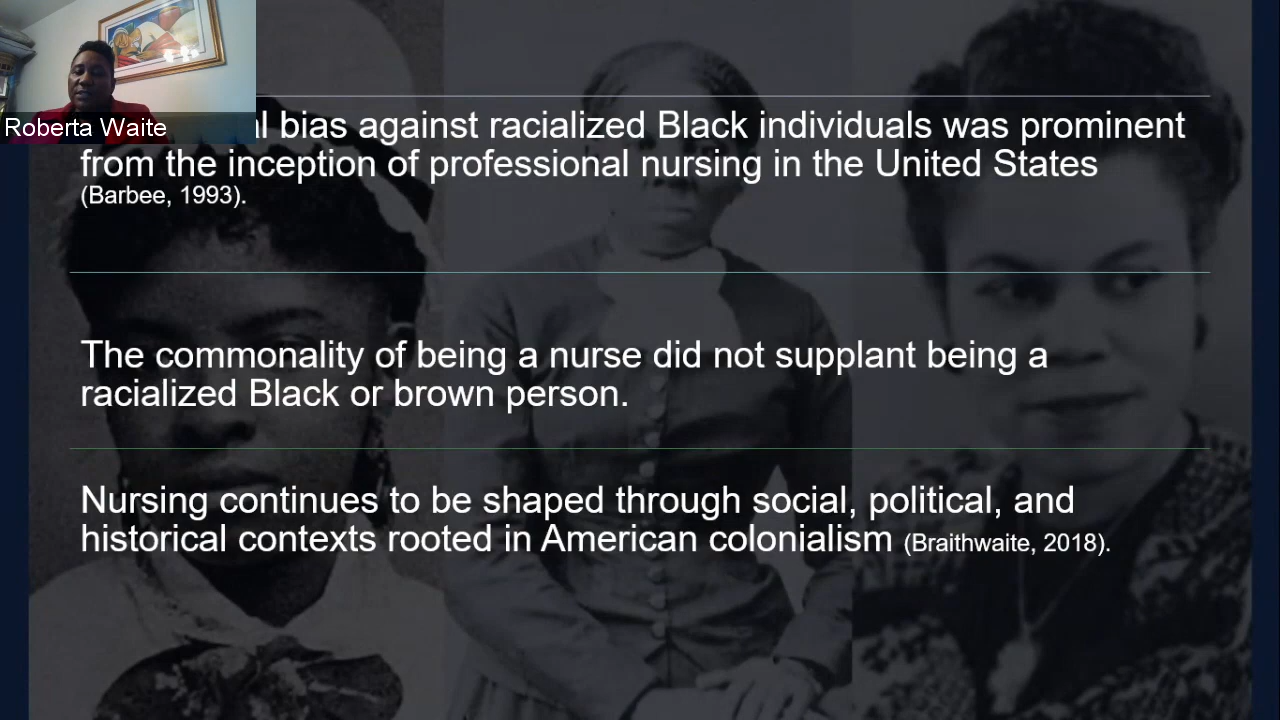 Roberta Waite
bias against racialized Black individuals was prominent
from the inception of professional nursing in the United States
(Barbee, 1993).
The commonality of being a nurse did not supplant being a
racialized Black or brown person.
Nursing continues to be shaped through social, political, and
historical contexts rooted in American colonialism (Braithwaite, 2018).